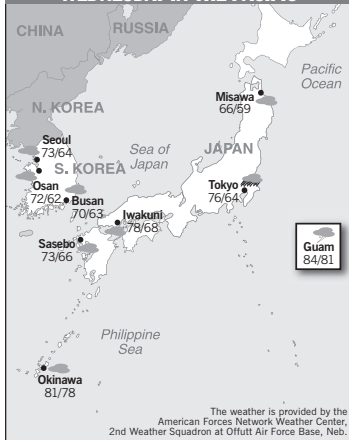 CHINA
RUSSIA
Pacific
Ocean
Misawa
66/59
N. KOREA
Seoul
73/64
Sea of
Japan
JAPAN
S. KOREA
Osan
72/62
Busan
70/63
Tokyo
76/64
Iwakuni
78/68
Sasebo
73/66
Guam
84/81
Philippine
Sea
Okinawa
81/78
The weather is provided by the
American Forces Network Weather Center,
2nd Weather Squadron at Offutt Air Force Base, Neb.